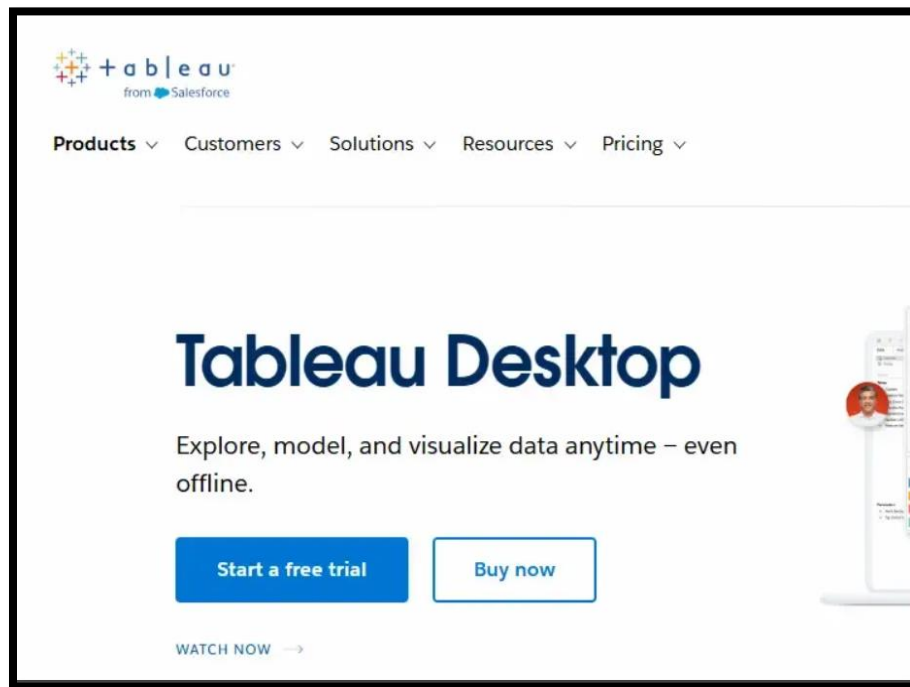 +ableau
from Salesforce
Products Customers Solutions Resources Pricing
Tableau Desktop
Explore, model, and visualize data anytime – even
offline.
Start a free trial Buy now
WATCH NOW